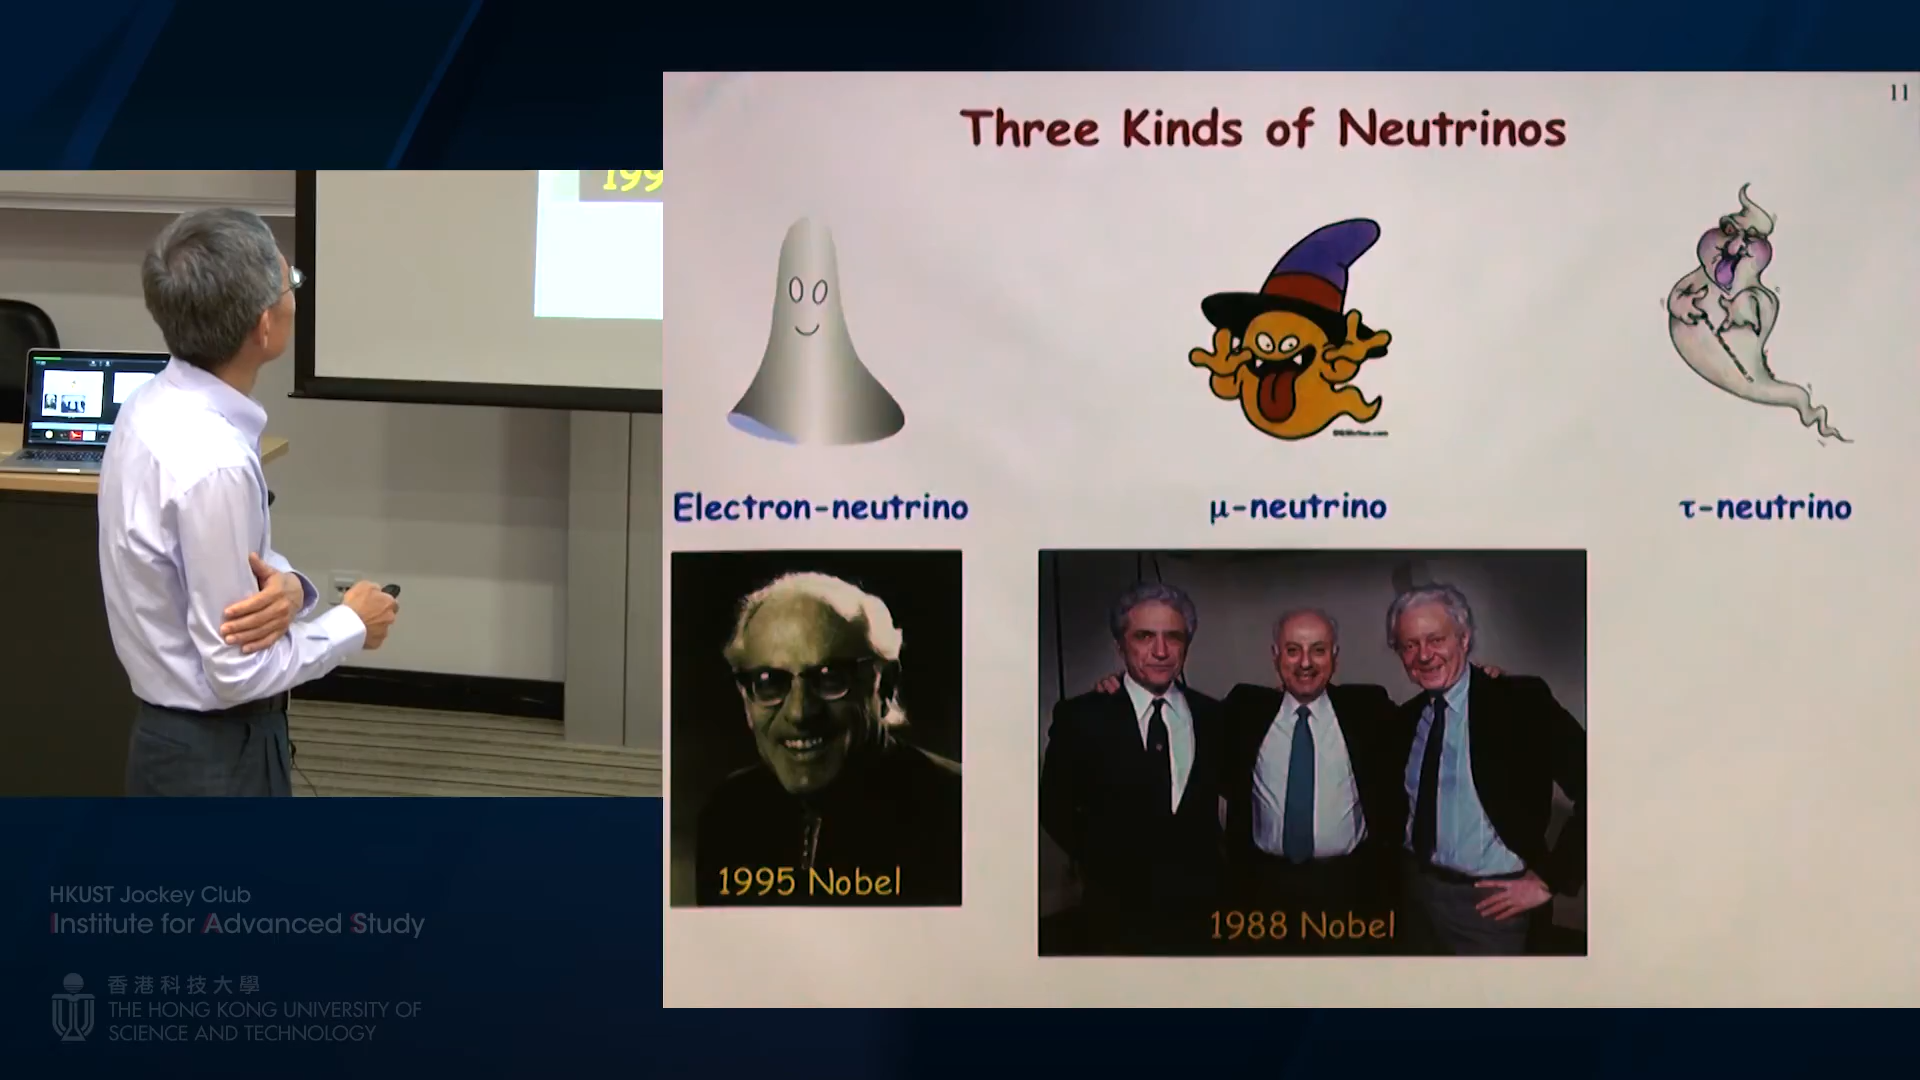 11
Three Kinds of Neutrinos
199
Electron-neutrino
μ-neutrino
τ-neutrino
1995 Nobel
1988 Nobel
HKUST Jockey Club
Institute for Advanced Study
香港科技大學
THE HONG KONG UNIVERSITY OF
SCIENCE AND TECHNOLOGY